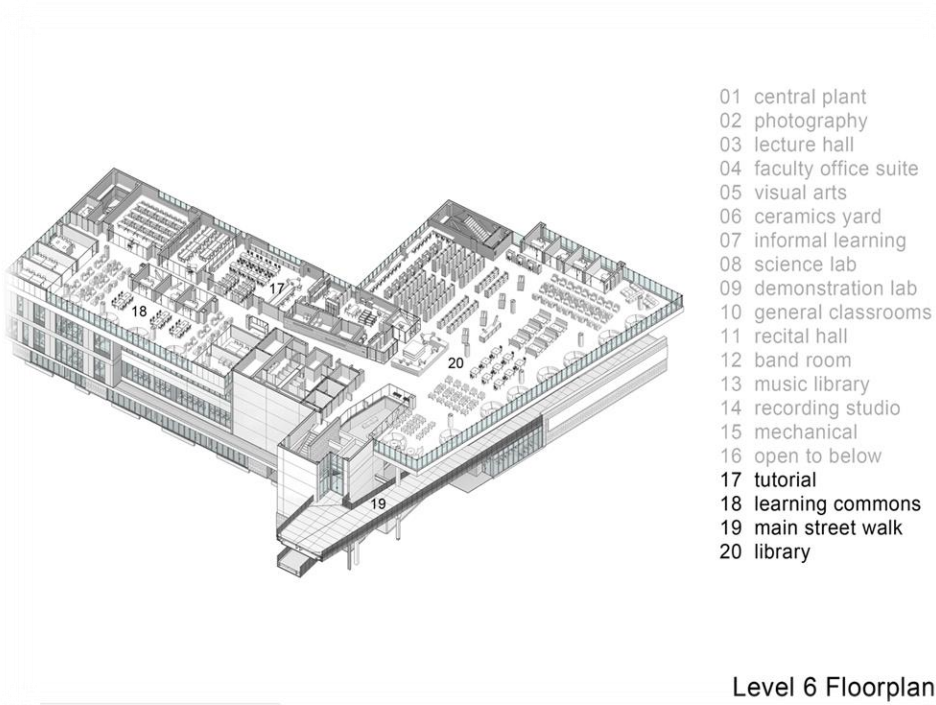 01 central plant
02 photography
03 lecture hall
04 faculty office suite
05 visual arts
06 ceramics yard
07 informal learning
08 science lab
09 demonstration lab
10 general classrooms
11 recital hall
12 band room
13 music library
14 recording studio
15 mechanical
16 open to below
17 tutorial
18 learning commons
19 main street walk
20 library
17
18
20
19
Level 6 Floorplan